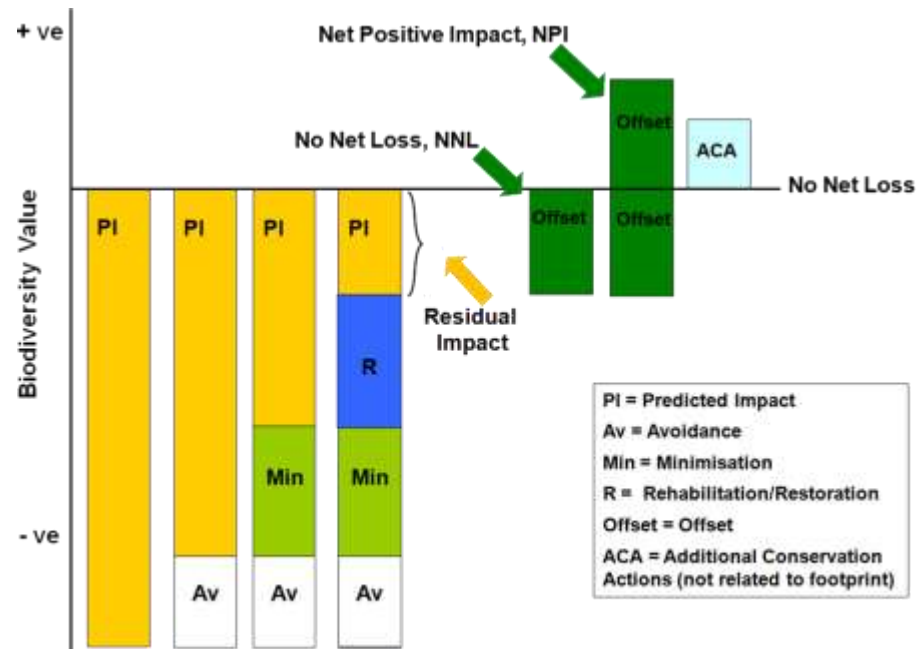 + ve
Net Positive Impact, NPI
No Net Loss, NNL
Offset
ACA
No Net Loss
Biodiversity Value
PI
PI
PI
PI
Offset
Offset
Residual
Impact
R
Min
Min
- ve
Av
Av
Av
PI = Predicted Impact
Av = Avoidance
Min = Minimisation
R = Rehabilitation/Restoration
Offset = Offset
ACA = Additional Conservation
Actions (not related to footprint)